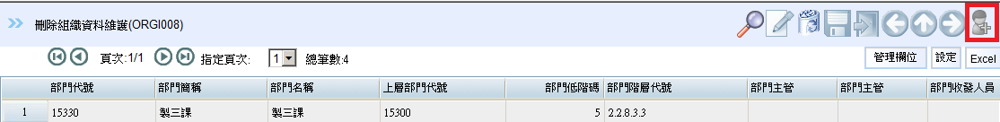 刪除組織資料維護(ORGI008)
頁次:1/1 指定頁次: 1 總筆數:4 管理欄位 設定 Excel
部門代號 部門簡稱 部門名稱 上層部門代號 部門低階碼 部門階層代號 部門主管 部門主管 部門收發人員
1 15330 製三課 製三課 15300 5 2.2.8.3.3